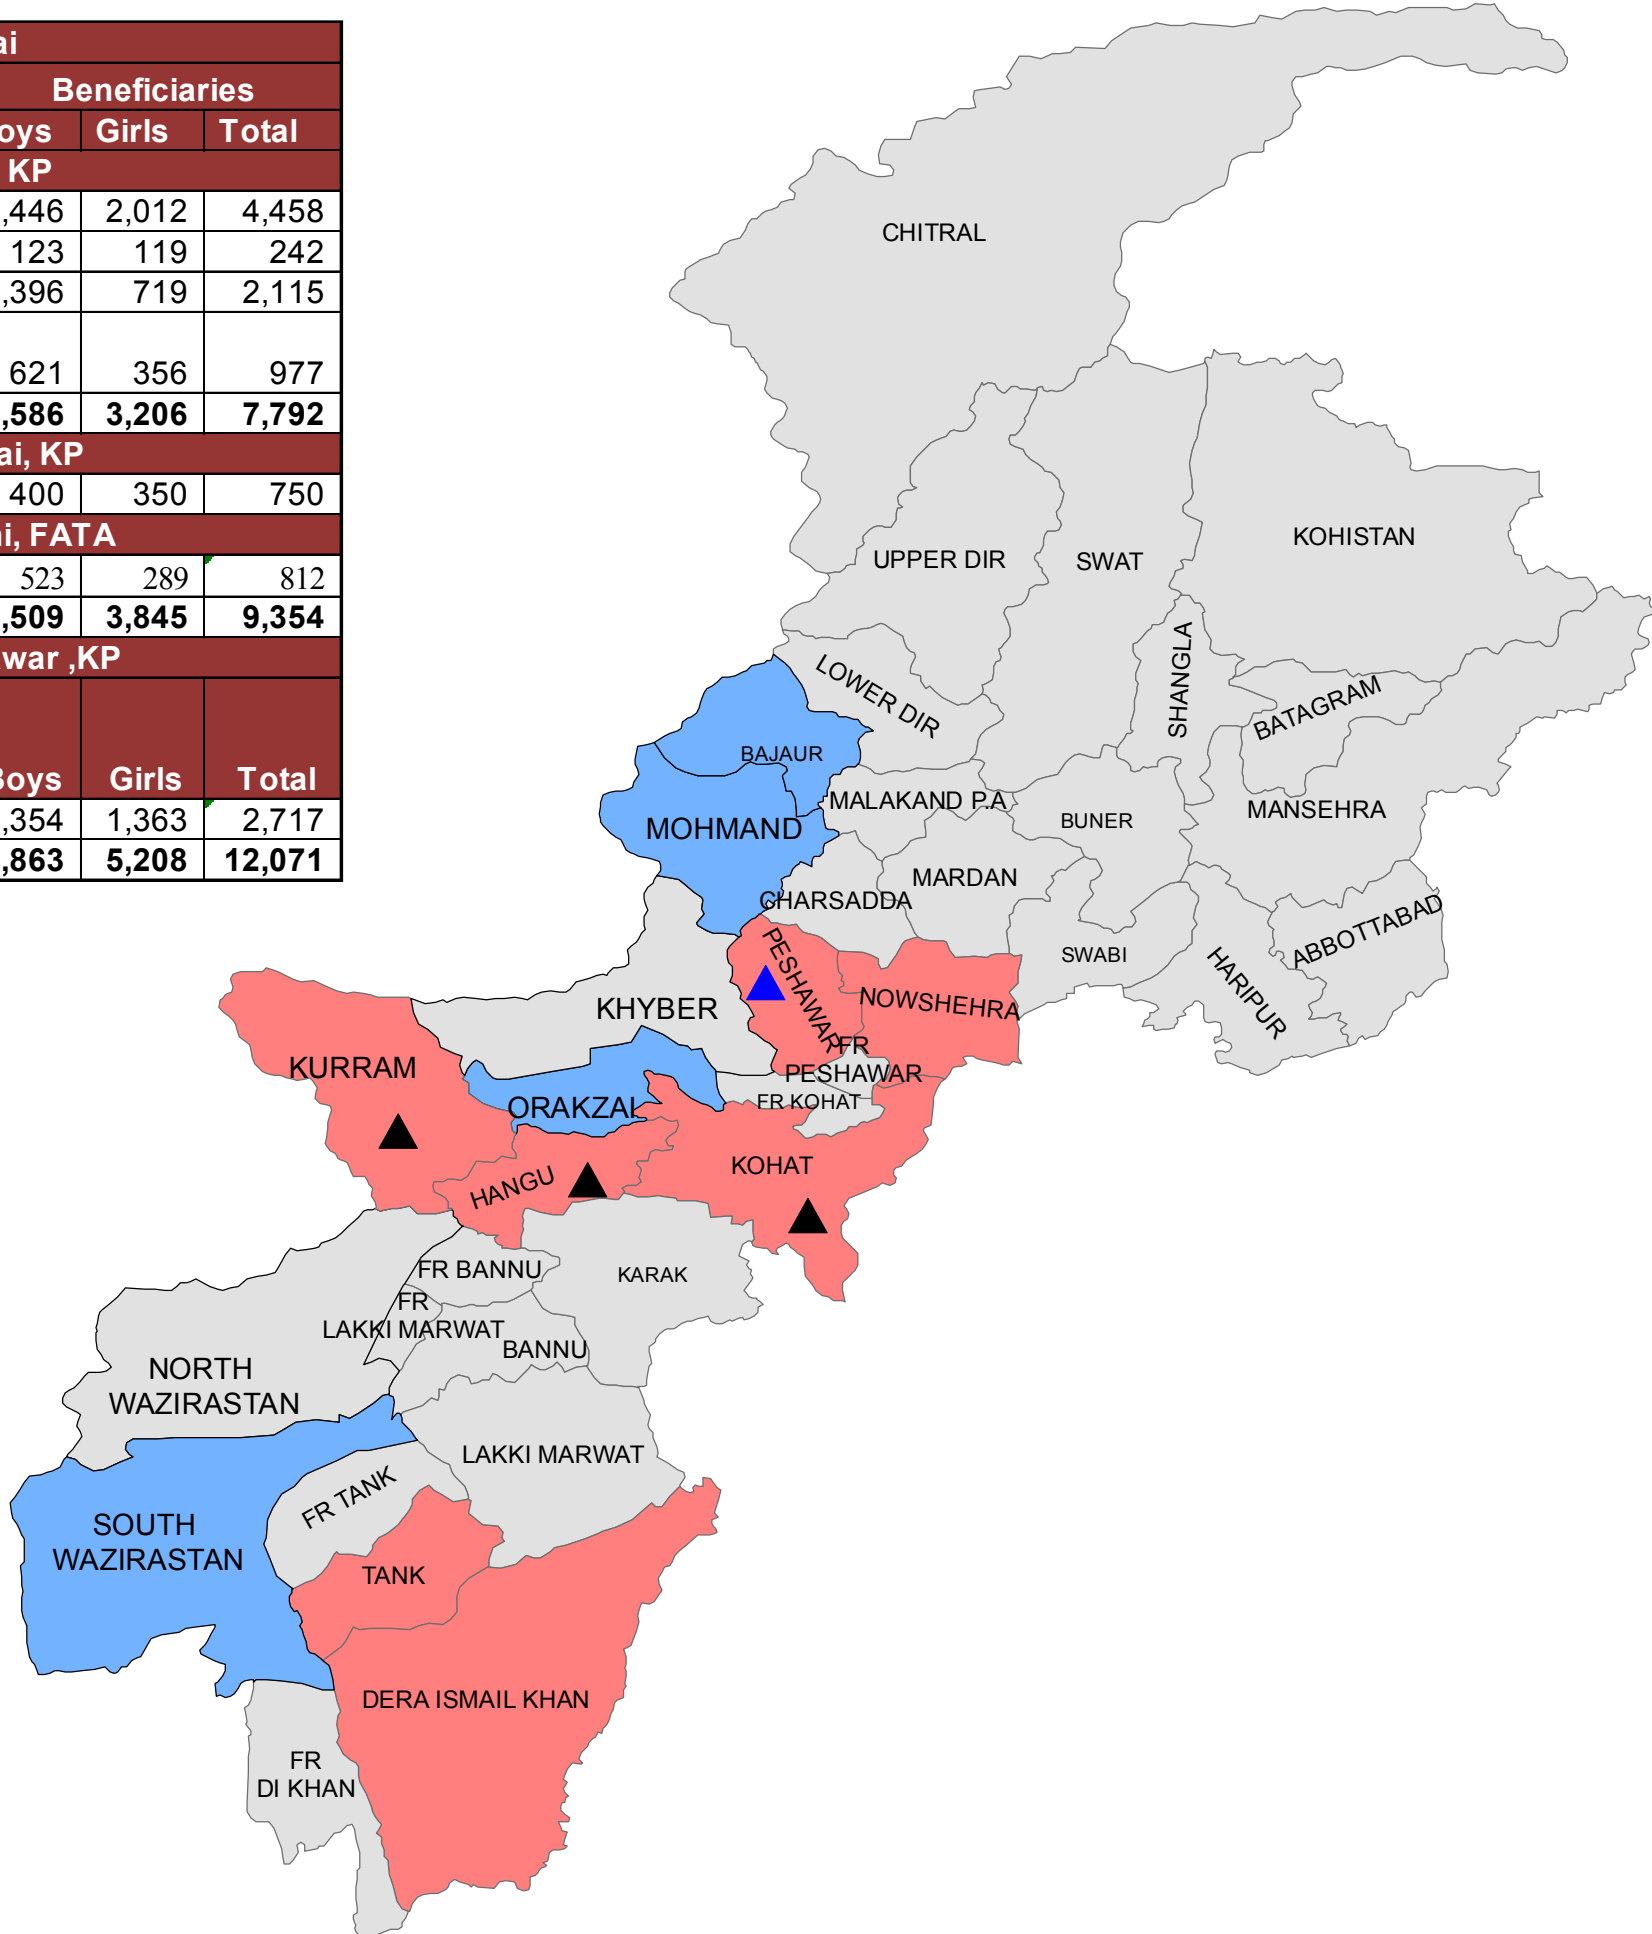 ai
Beneficiaries
oys Girls Total
KP
,446 2,012 4,458
123 119 242
,396 719 2,115
621 356 977
,586 3,206 7,792
ai, KP
400 350 750
ni, FATA
523 289 812
,509 3,845 9,354
war ,KP
Boys Girls Total
,354 1,363 2,717
,863 5,208 12,071
CHITRAL
KOHISTAN
UPPER DIR
SWAT
SHANGLA
LOWER DIR
BATAGRAM
BAJAUR
MALAKAND P.A
MANSEHRA
BUNER
MOHMAND
MARDAN
CHARSADDA
ABBOTTABAD
SWABI
HARIPUR
PESHAWAR
NOWSHEHRA
KHYBER
FR
PESHAWAR
KURRAM
FR KOHAT
ORAKZAI
KOHAT
HANGU
FR BANNU
KARAK
FR
LAKKI MARWAT
BANNU
NORTH
WAZIRASTAN
LAKKI MARWAT
FR TANK
SOUTH
WAZIRASTAN
TANK
DERA ISMAIL KHAN
FR
DI KHAN